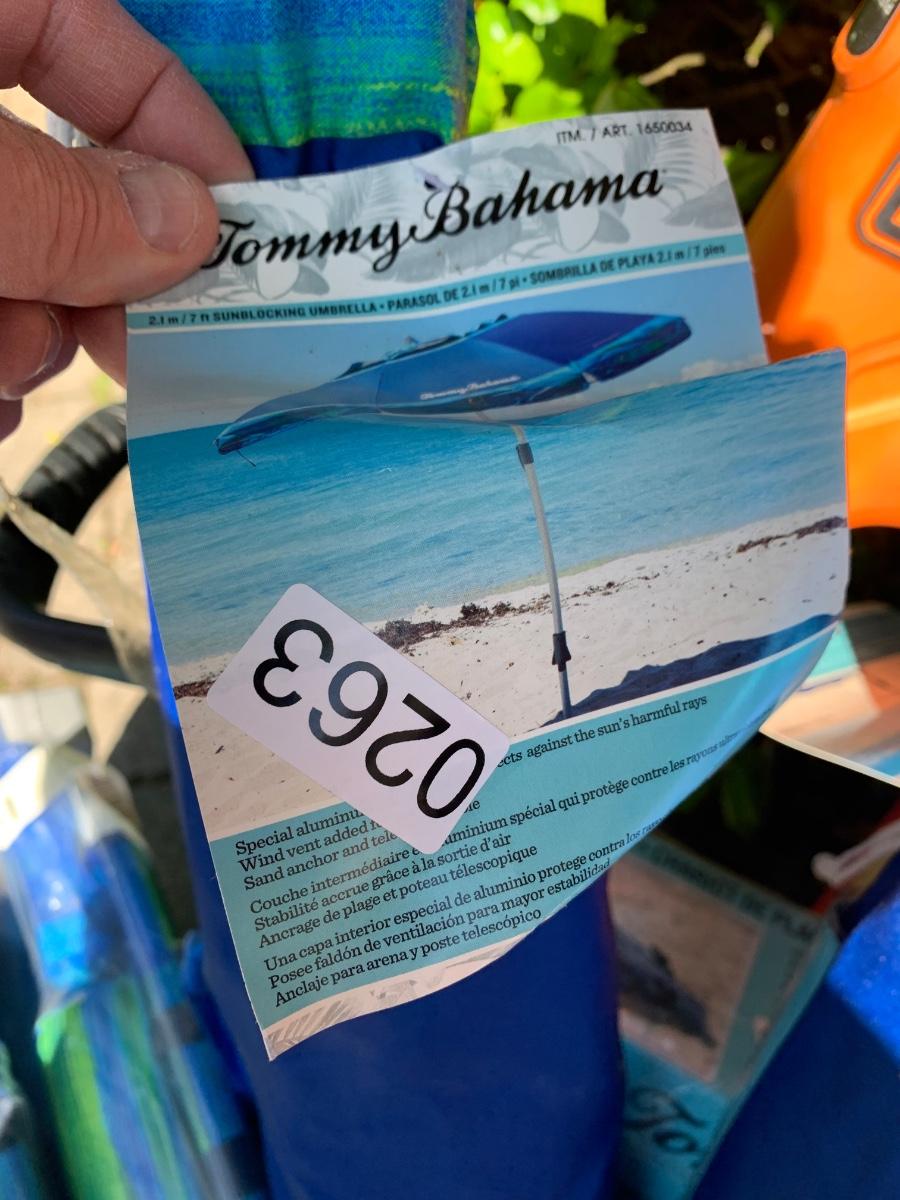 ITM. / ART. 1650034
Tommy Bahama
2.1 m / 7 ft SUNBLOCKING UMBRELLA • PARASOL DE 2.1 m / 7 pi • SOMBRILLA DE PLAYA 2.1 m / 7 pies
Tommy Bahama
0263
Special aluminu ects against the sun's harmful rays
Wind vent added
Sand anchor and
Couche intermédiaire aluminium spécial qui protège contre les rayons
Stabilité accrue grâce à la sortie d'air
Ancrage de plage et poteau télescopique
Una capa interior especial de aluminio protege contra los
Posee faldón de ventilación para mayor estabilidad
Anclaje para arena y poste telescópico
To